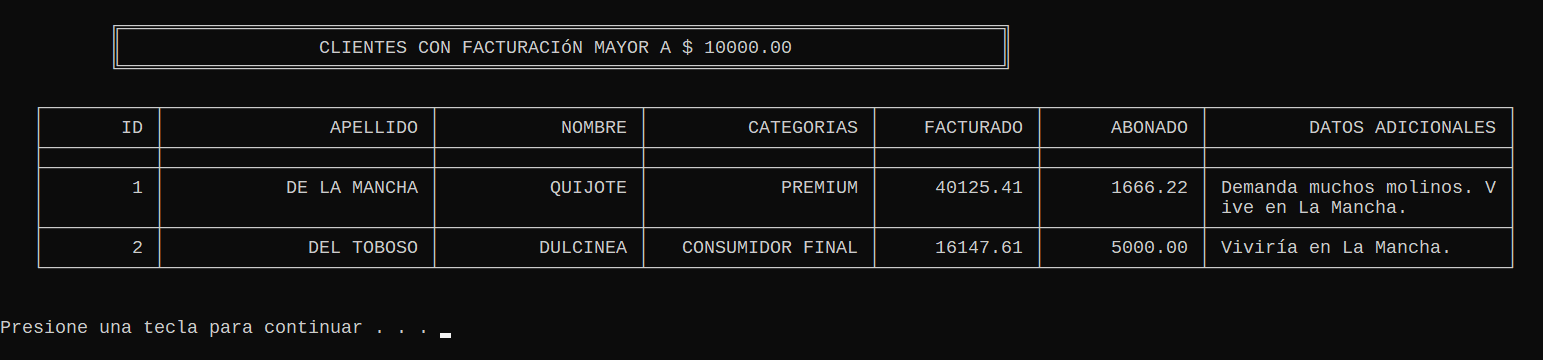 CLIENTES CON FACTURACIóN MAYOR A $ 10000.00
ID APELLIDO NOMBRE CATEGORIAS FACTURADO ABONADO DATOS ADICIONALES
1 DE LA MANCHA QUIJOTE PREMIUM 40125.41 1666.22 Demanda muchos molinos. V
ive en La Mancha.
2 DEL TOBOSO DULCINEA CONSUMIDOR FINAL 16147.61 5000.00 Viviría en La Mancha.
Presione una tecla para continuar . . .